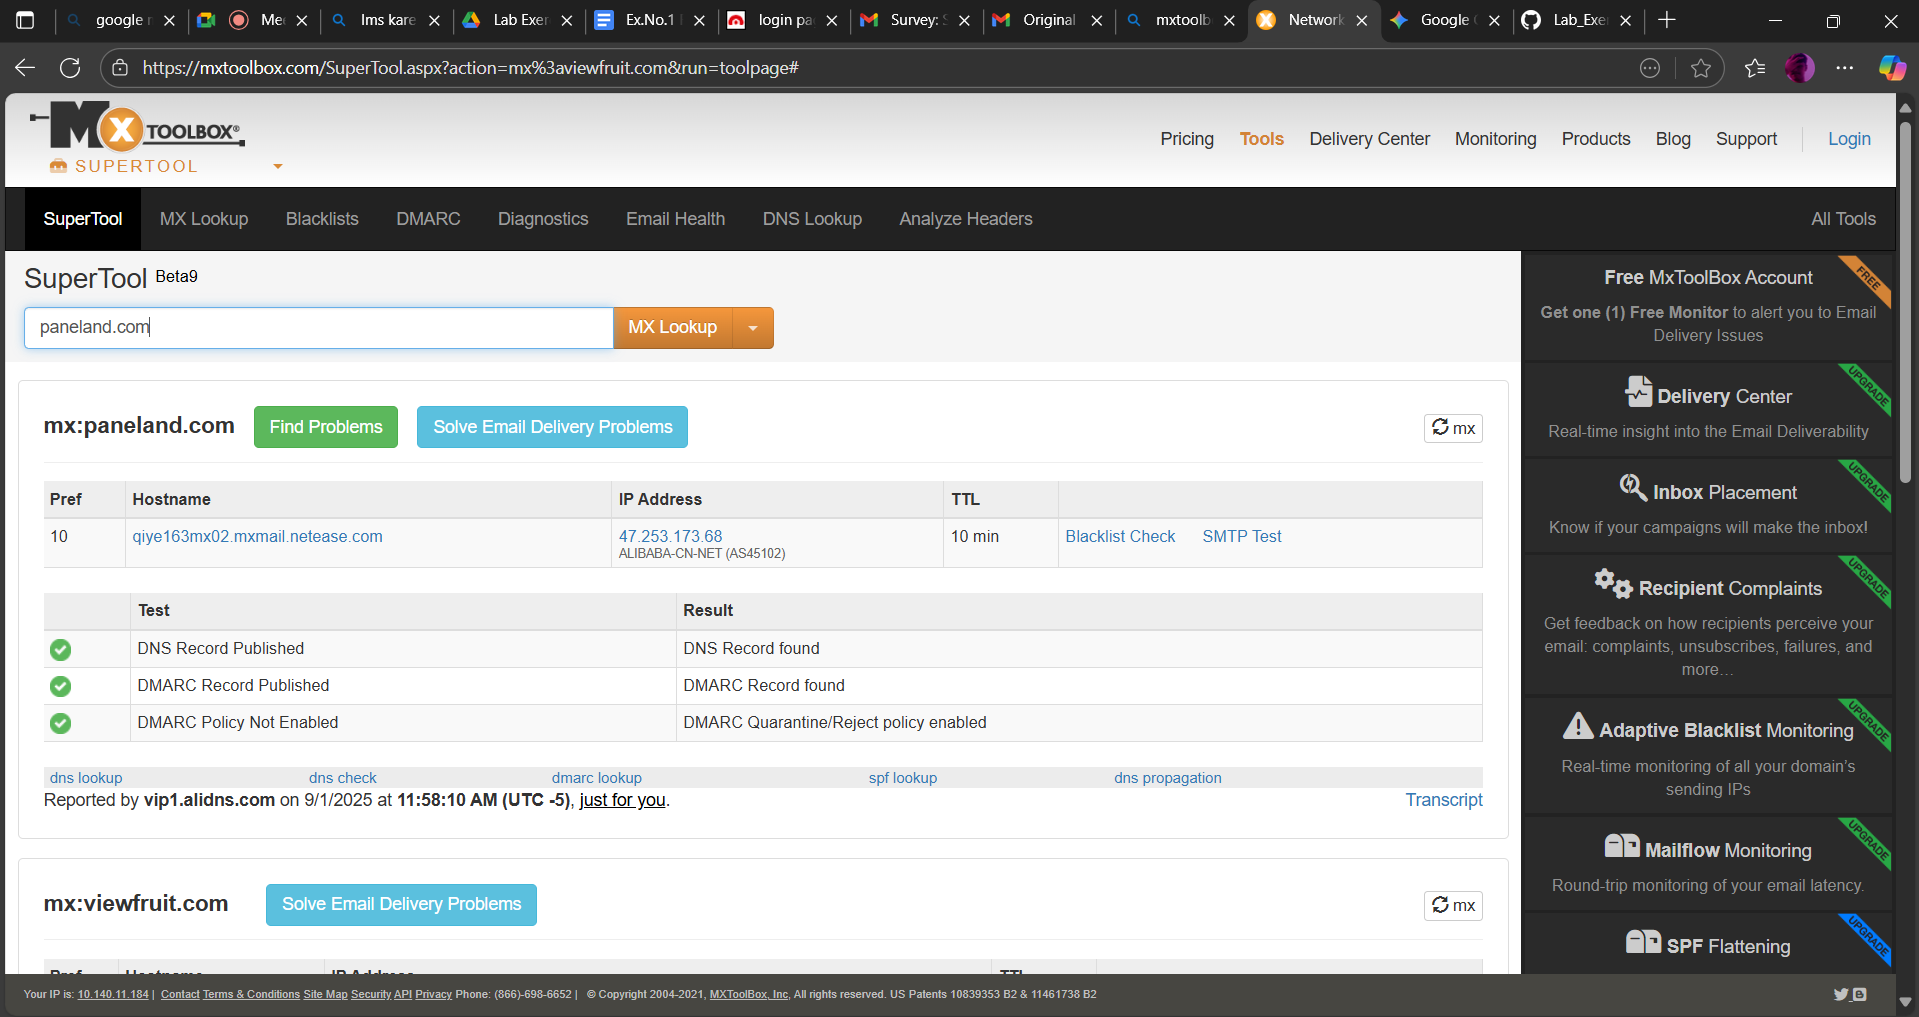 google r
Me
lms kare
Lab Exer
Ex.No.1
login pa
Survey: S
Original
mxtoolb
Network
Google
Lab_Exe
https://mxtoolbox.com/SuperTool.aspx?action=mx%3aviewfruit.com&run=toolpage#
MX TOOLBOX®
SUPERTOOL
Pricing Tools Delivery Center Monitoring Products Blog Support Login
SuperTool MX Lookup Blacklists DMARC Diagnostics Email Health DNS Lookup Analyze Headers All Tools
SuperTool Beta9
paneland.com MX Lookup
mx:paneland.com Find Problems Solve Email Delivery Problems mx
Pref Hostname IP Address TTL
10 qiye163mx02.mxmail.netease.com 47.253.173.68 10 min Blacklist Check SMTP Test
ALIBABA-CN-NET (AS45102)
Test Result
DNS Record Published DNS Record found
DMARC Record Published DMARC Record found
DMARC Policy Not Enabled DMARC Quarantine/Reject policy enabled
dns lookup dns check dmarc lookup spf lookup dns propagation
Reported by vip1.alidns.com on 9/1/2025 at 11:58:10 AM (UTC -5), just for you. Transcript
mx:viewfruit.com Solve Email Delivery Problems mx
Pref Hostname IP Address TTL
Free MxToolBox Account
FREE
Get one (1) Free Monitor to alert you to Email
Delivery Issues
UPGRADE
Delivery Center
Real-time insight into the Email Deliverability
UPGRADE
Inbox Placement
Know if your campaigns will make the inbox!
UPGRADE
Recipient Complaints
Get feedback on how recipients perceive your
email: complaints, unsubscribes, failures, and
more…
UPGRADE
Adaptive Blacklist Monitoring
Real-time monitoring of all your domain's
sending IPs
UPGRADE
Mailflow Monitoring
Round-trip monitoring of your email latency.
UPGRADE
SPF Flattening
Your IP is: 10.140.11.184 | Contact Terms & Conditions Site Map Security API Privacy Phone: (866)-698-6652 | © Copyright 2004-2021, MXToolBox, Inc, All rights reserved. US Patents 10839353 B2 & 11461738 B2